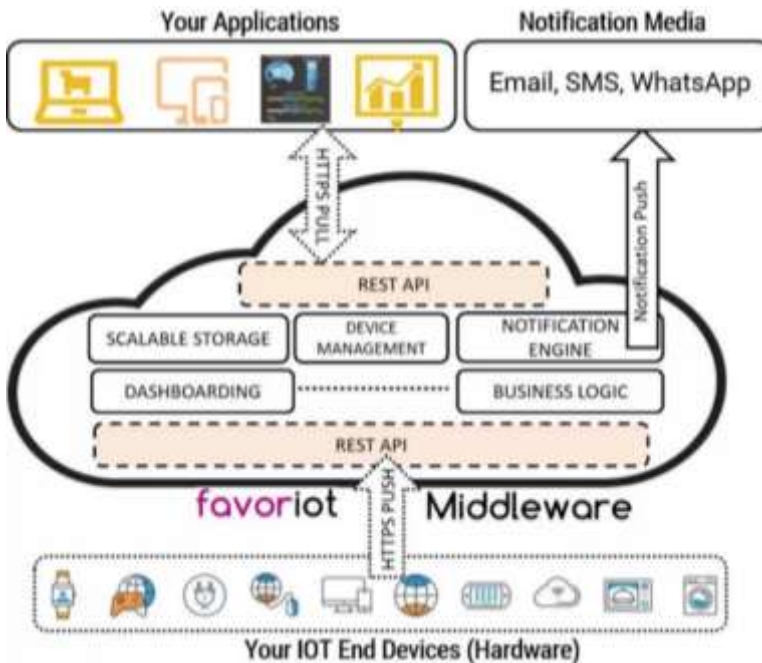 Your Applications
Notification Media
Email, SMS, WhatsApp
HTTPS PULL
Notification Push
REST API
SCALABLE STORAGE
DEVICE
MANAGEMENT
NOTIFICATION
ENGINE
DASHBOARDING
BUSINESS LOGIC
REST API
favoriot Middleware
HTTPS PUSH
Your IOT End Devices (Hardware)